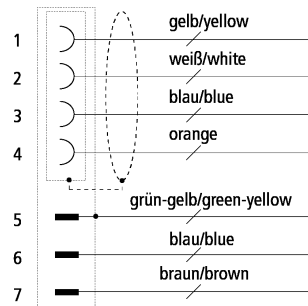 1 gelb/yellow
2 weiß/white
3 blau/blue
4 orange
5 grün-gelb/green-yellow
6 blau/blue
7 braun/brown